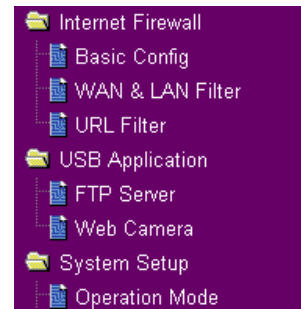 Internet Firewall
Basic Config
WAN & LAN Filter
URL Filter
USB Application
FTP Server
Web Camera
System Setup
Operation Mode